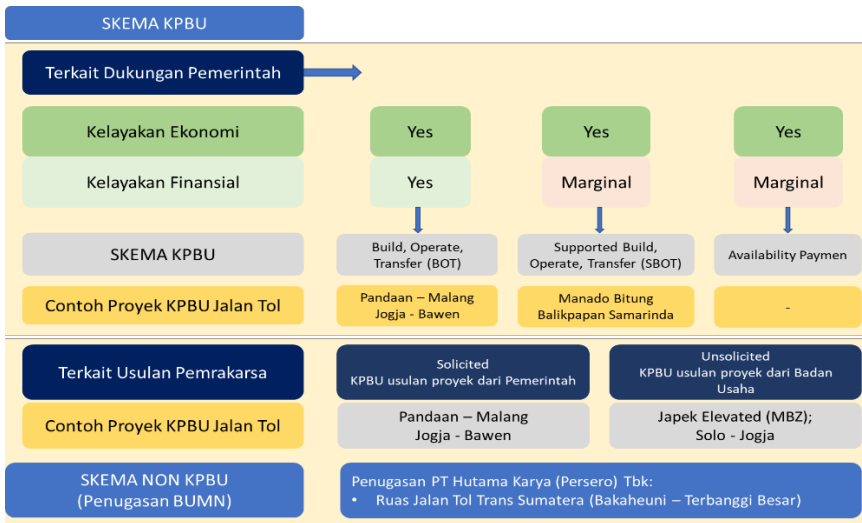 SKEMA KPBU
Terkait Dukungan Pemerintah
Kelayakan Ekonomi
Yes
Yes
Yes
Kelayakan Finansial
Yes
Marginal
Marginal
SKEMA KPBU
Build, Operate,
Transfer (BOT)
Supported Build,
Operate, Transfer (SBOT)
Availability Paymen
Contoh Proyek KPBU Jalan Tol
Pandaan – Malang
Jogja - Bawen
Manado Bitung
Balikpapan Samarinda
-
Terkait Usulan Pemrakarsa
Solicited
KPBU usulan proyek dari Pemerintah
Unsolicited
KPBU usulan proyek dari Badan
Usaha
Contoh Proyek KPBU Jalan Tol
Pandaan – Malang
Jogja - Bawen
Japek Elevated (MBZ);
Solo - Jogja
SKEMA NON KPBU
(Penugasan BUMN)
Penugasan PT Hutama Karya (Persero) Tbk:
• Ruas Jalan Tol Trans Sumatera (Bakaheuni – Terbanggi Besar)